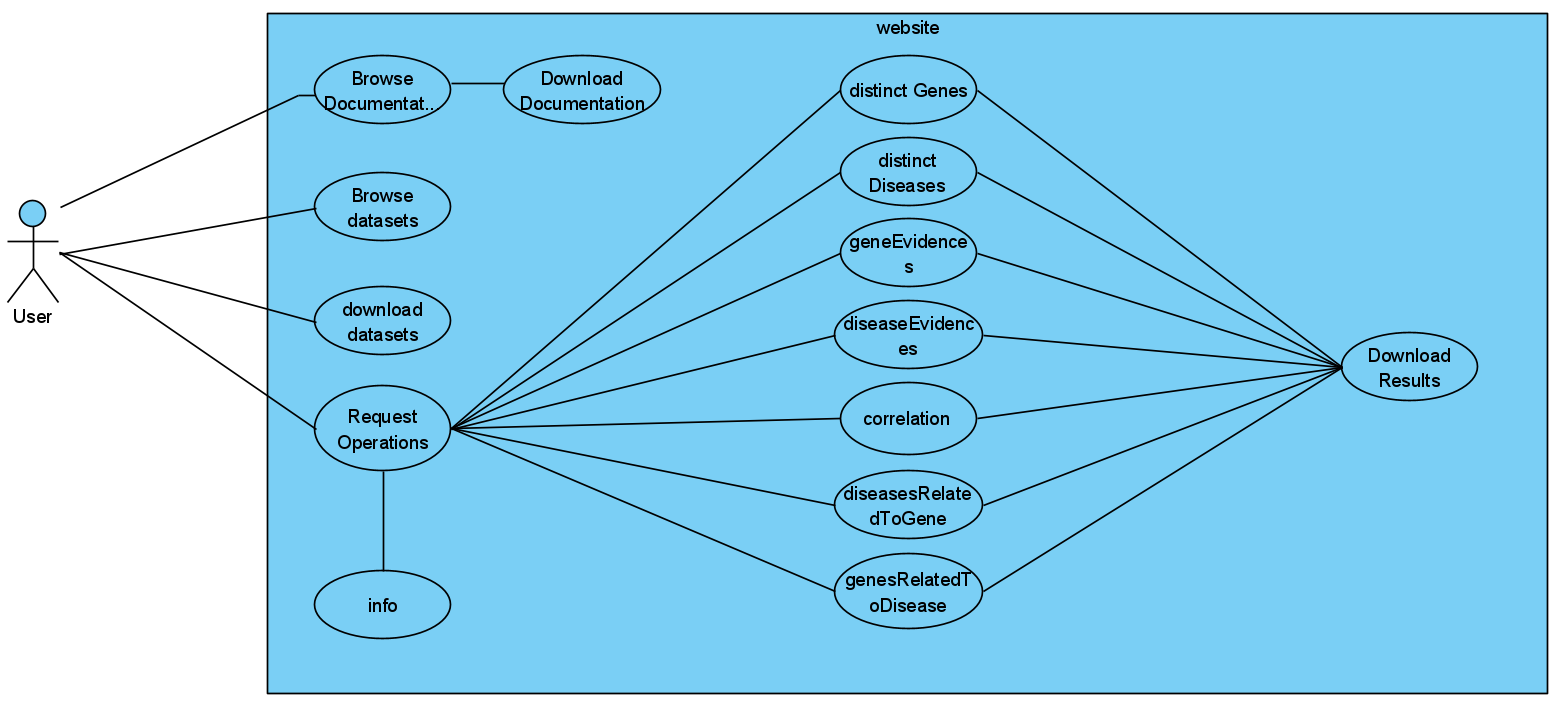 website
Browse
Documentat..
Download
Documentation
distinct Genes
distinct
Diseases
Browse
datasets
geneEvidence
s
User
download
datasets
diseaseEvidenc
es
Download
Results
Request
Operations
correlation
diseasesRelate
dToGene
info
genesRelatedT
oDisease